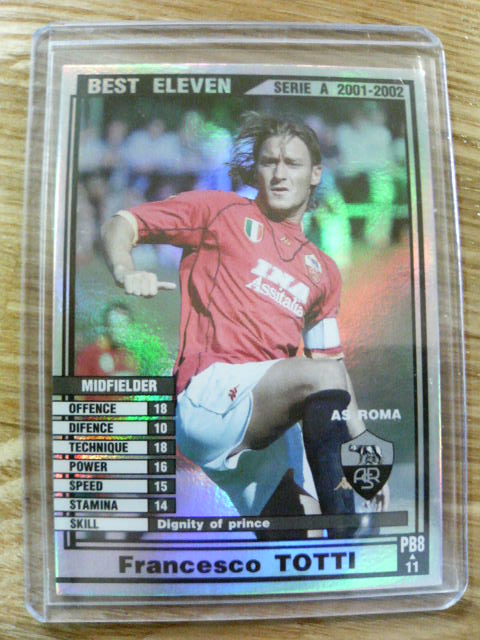 BEST ELEVEN
SERIE A 2001-2002
INA
Assitalia
MIDFIELDER
OFFENCE 18
DIFENCE 10
TECHNIQUE 18
POWER 16
SPEED 15
STAMINA 14
SKILL Dignity of prince
AS ROMA
ASR
Francesco TOTTI
PB8
11